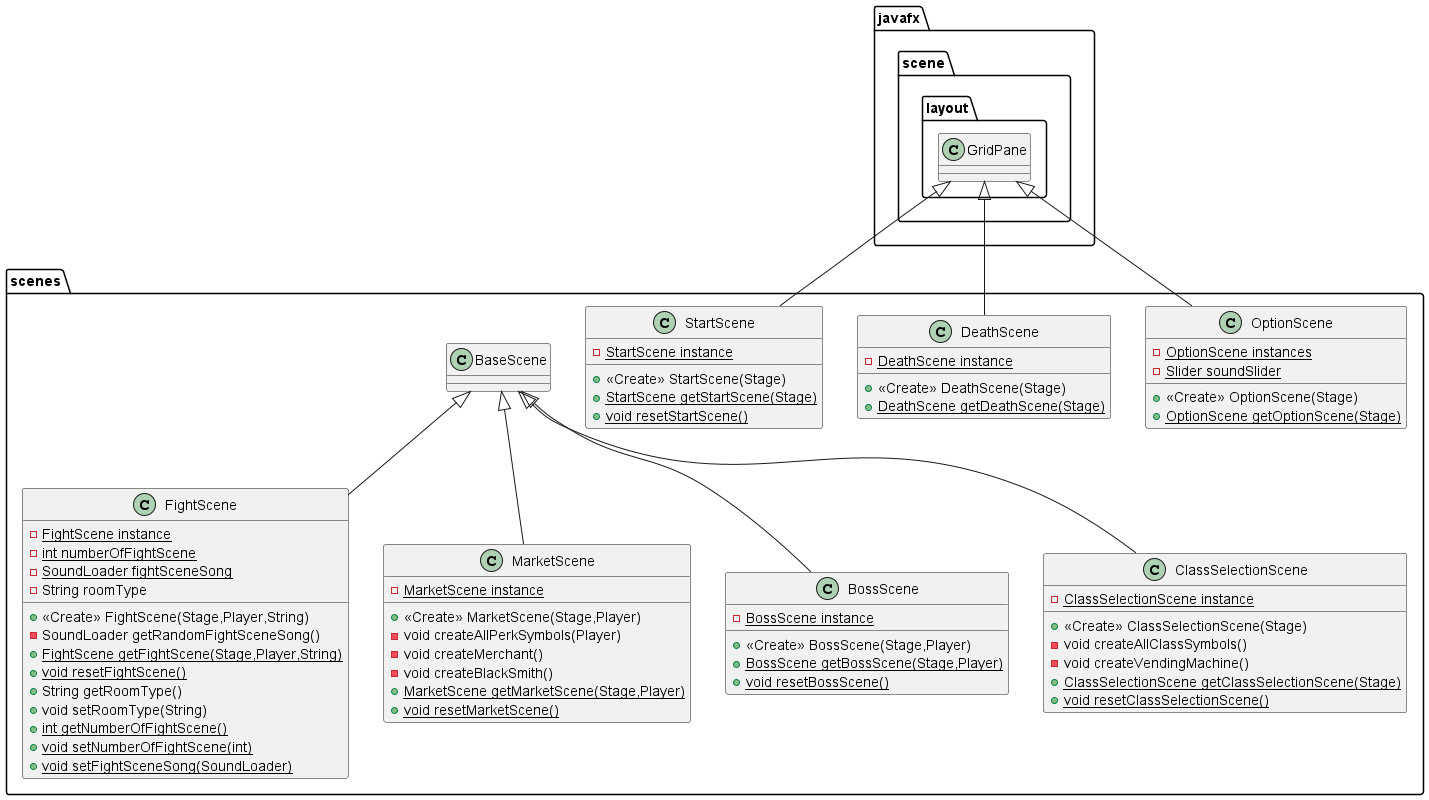 javafx
scene
layout
C GridPane
scenes
C StartScene
StartScene instance
«Create» StartScene(Stage)
StartScene getStartScene(Stage)
void resetStartScene()
C DeathScene
DeathScene instance
«Create» DeathScene(Stage)
DeathScene getDeathScene(Stage)
C OptionScene
OptionScene instances
Slider soundSlider
«Create» OptionScene(Stage)
OptionScene getOptionScene(Stage)
C BaseScene
C FightScene
FightScene instance
int numberOfFightScene
SoundLoader fightSceneSong
String roomType
«Create» FightScene(Stage,Player,String)
SoundLoader getRandomFightSceneSong()
FightScene getFightScene(Stage,Player,String)
void resetFightScene()
String getRoomType()
void setRoomType(String)
int getNumberOfFightScene()
void setNumberOfFightScene(int)
void setFightSceneSong(SoundLoader)
C MarketScene
MarketScene instance
«Create» MarketScene(Stage,Player)
void createAllPerkSymbols(Player)
void createMerchant()
void createBlackSmith()
MarketScene getMarketScene(Stage,Player)
void resetMarketScene()
C BossScene
BossScene instance
«Create» BossScene(Stage,Player)
BossScene getBossScene(Stage,Player)
void resetBossScene()
C ClassSelectionScene
ClassSelectionScene instance
«Create» ClassSelectionScene(Stage)
void createAllClassSymbols()
void createVendingMachine()
ClassSelectionScene getClassSelectionScene(Stage)
void resetClassSelectionScene()